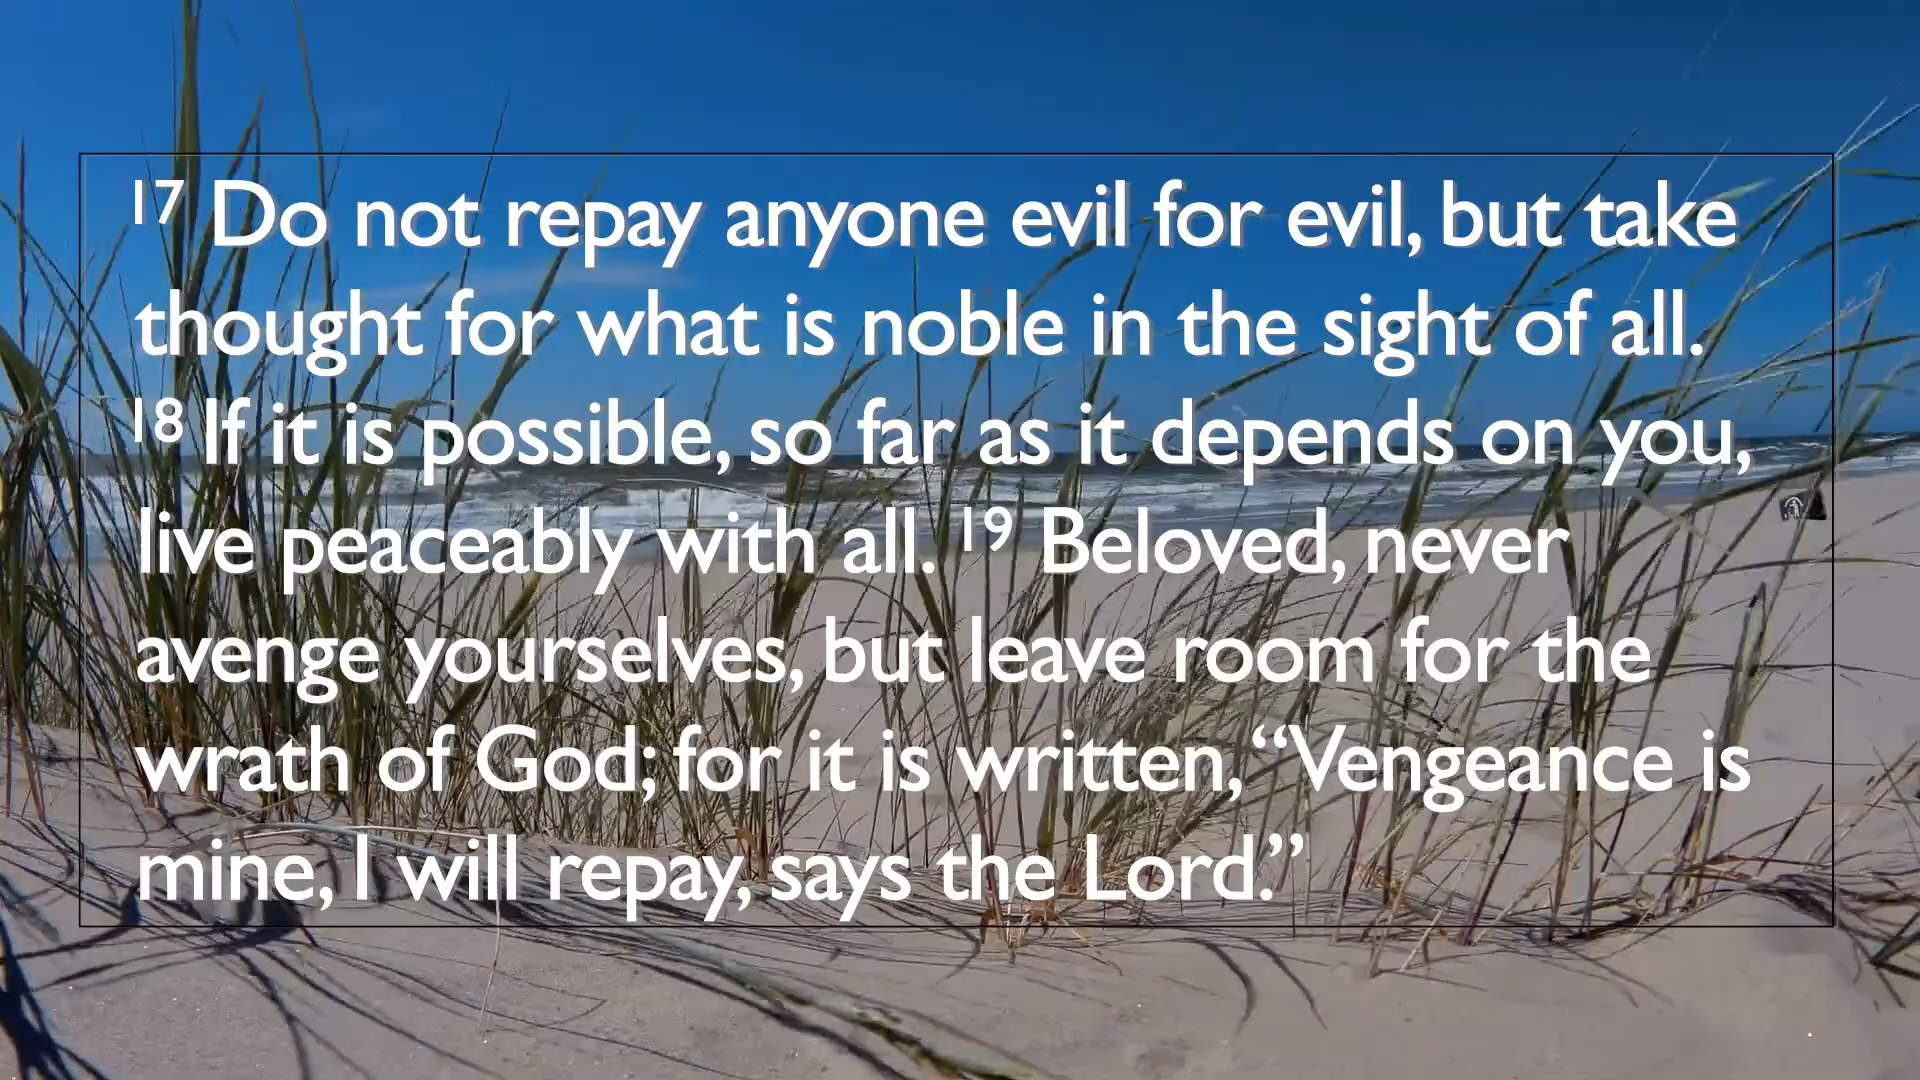 17 Do not repay anyone evil for evil, but take
thought for what is noble in the sight of all.
18 If it is possible, so far as it depends on you,
live peaceably with all. 19 Beloved, never
avenge yourselves, but leave room for the
wrath of God; for it is written, “Vengeance is
mine, I will repay, says the Lord.”